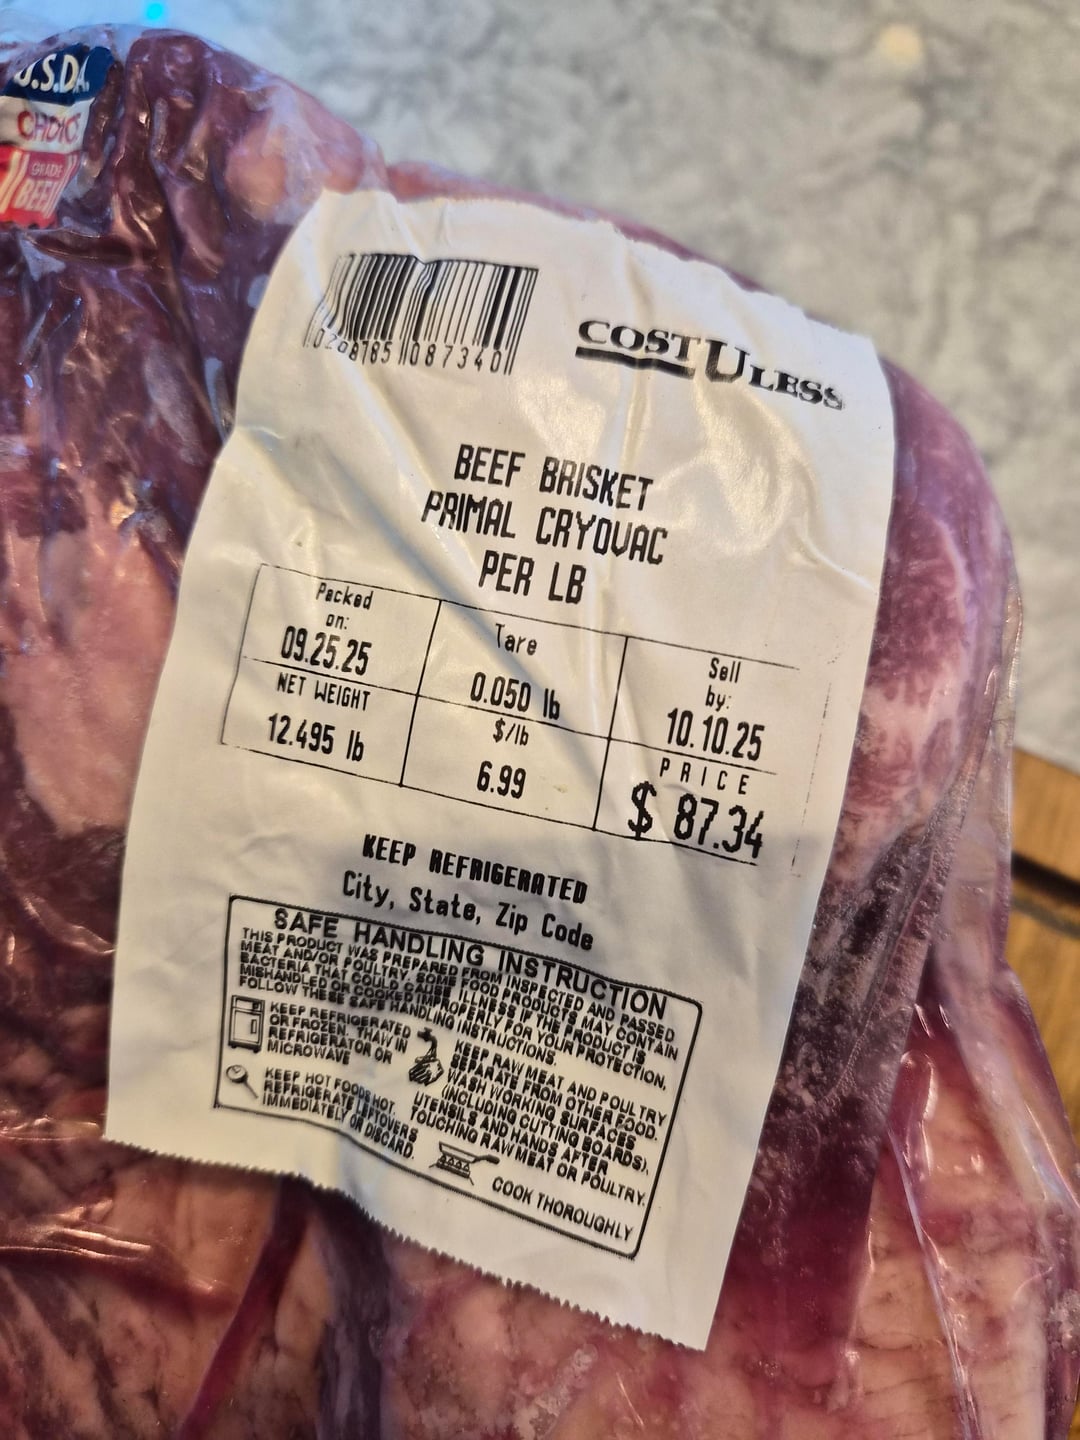 U.S.D.A.
CHOICE
GRADE
BEEF
0298785 087340
COST U LESS
BEEF BRISKET
PRIMAL CRYOVAC
PER LB
Packed
on:
09.25.25
Tare
0.050 lb
Sell
by:
10.10.25
NET WEIGHT
12.495 lb
$/lb
6.99
PRICE
$ 87.34
KEEP REFRIGERATED
City, State, Zip Code
SAFE HANDLING INSTRUCTION
THIS PRODUCT WAS PREPARED FROM INSPECTED AND PASSED
MEAT AND/OR POULTRY. SOME FOOD PRODUCTS MAY CONTAIN
BACTERIA THAT COULD CAUSE ILLNESS IF THE PRODUCT IS
MISHANDLED OR COOKED IMPROPERLY FOR YOUR PROTECTION,
FOLLOW THESE SAFE HANDLING INSTRUCTIONS.
KEEP REFRIGERATED
OR FROZEN. THAW IN
REFRIGERATOR OR
MICROWAVE
KEEP RAW MEAT AND POULTRY
SEPARATE FROM OTHER FOOD.
WASH WORKING SURFACES
(INCLUDING CUTTING BOARDS),
UTENSILS AND HANDS AFTER
TOUCHING RAW MEAT OR POULTRY.
KEEP HOT FOODS HOT.
REFRIGERATE LEFTOVERS
IMMEDIATELY OR DISCARD.
COOK THOROUGHLY